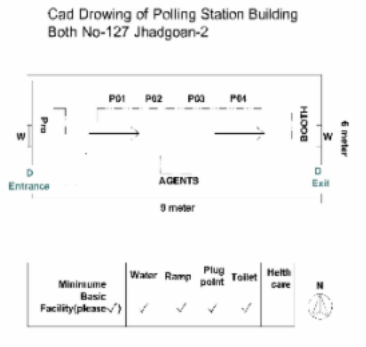 Cad Drowing of Polling Station Building
Both No-127 Jhadgoan-2
P01 P02 P03 P04
Pro
BOOTH
W
W
6 meter
D
Entrance
D
Exit
AGENTS
9 meter
Water Ramp Plug point Toilet Helth care
Minimume
Basic
Facility(please✓)
✓ ✓ ✓ ✓
N